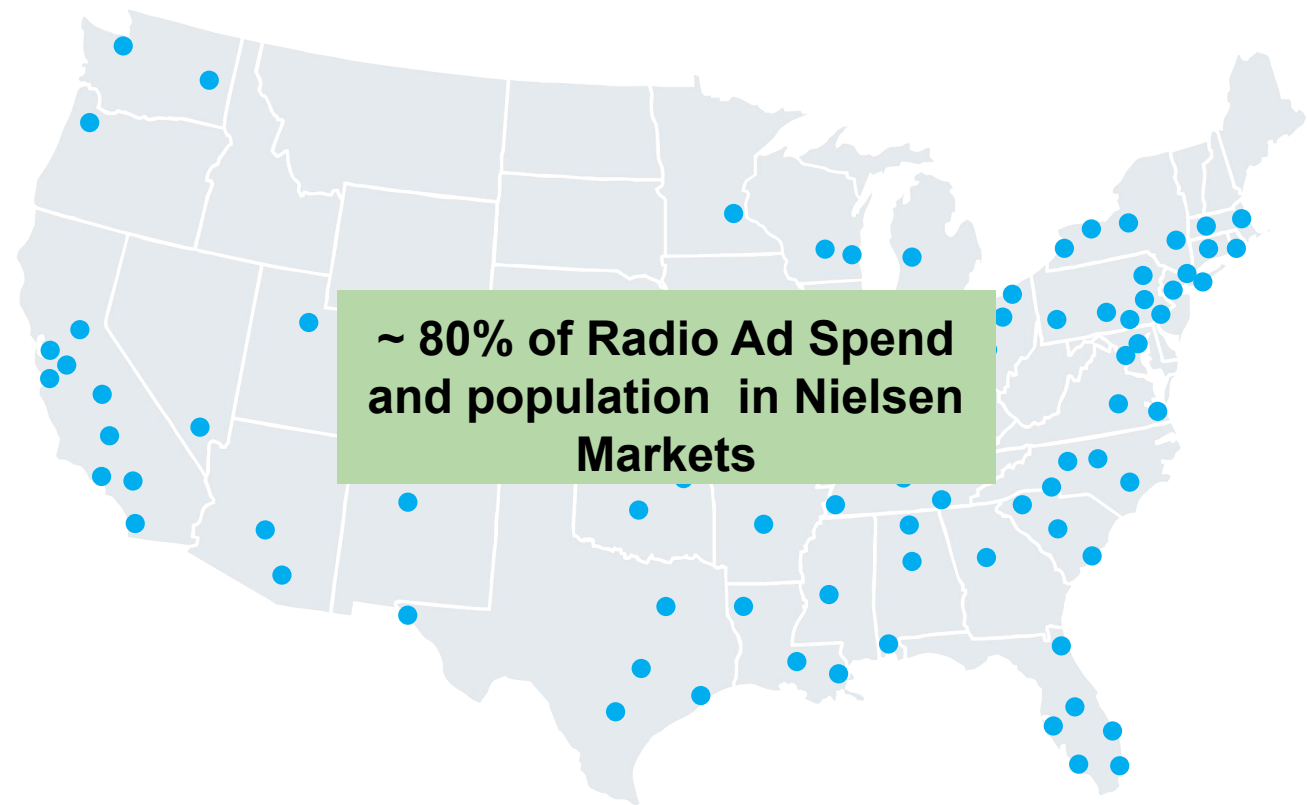 ~ 80% of Radio Ad Spend
and population  in Nielsen
Markets